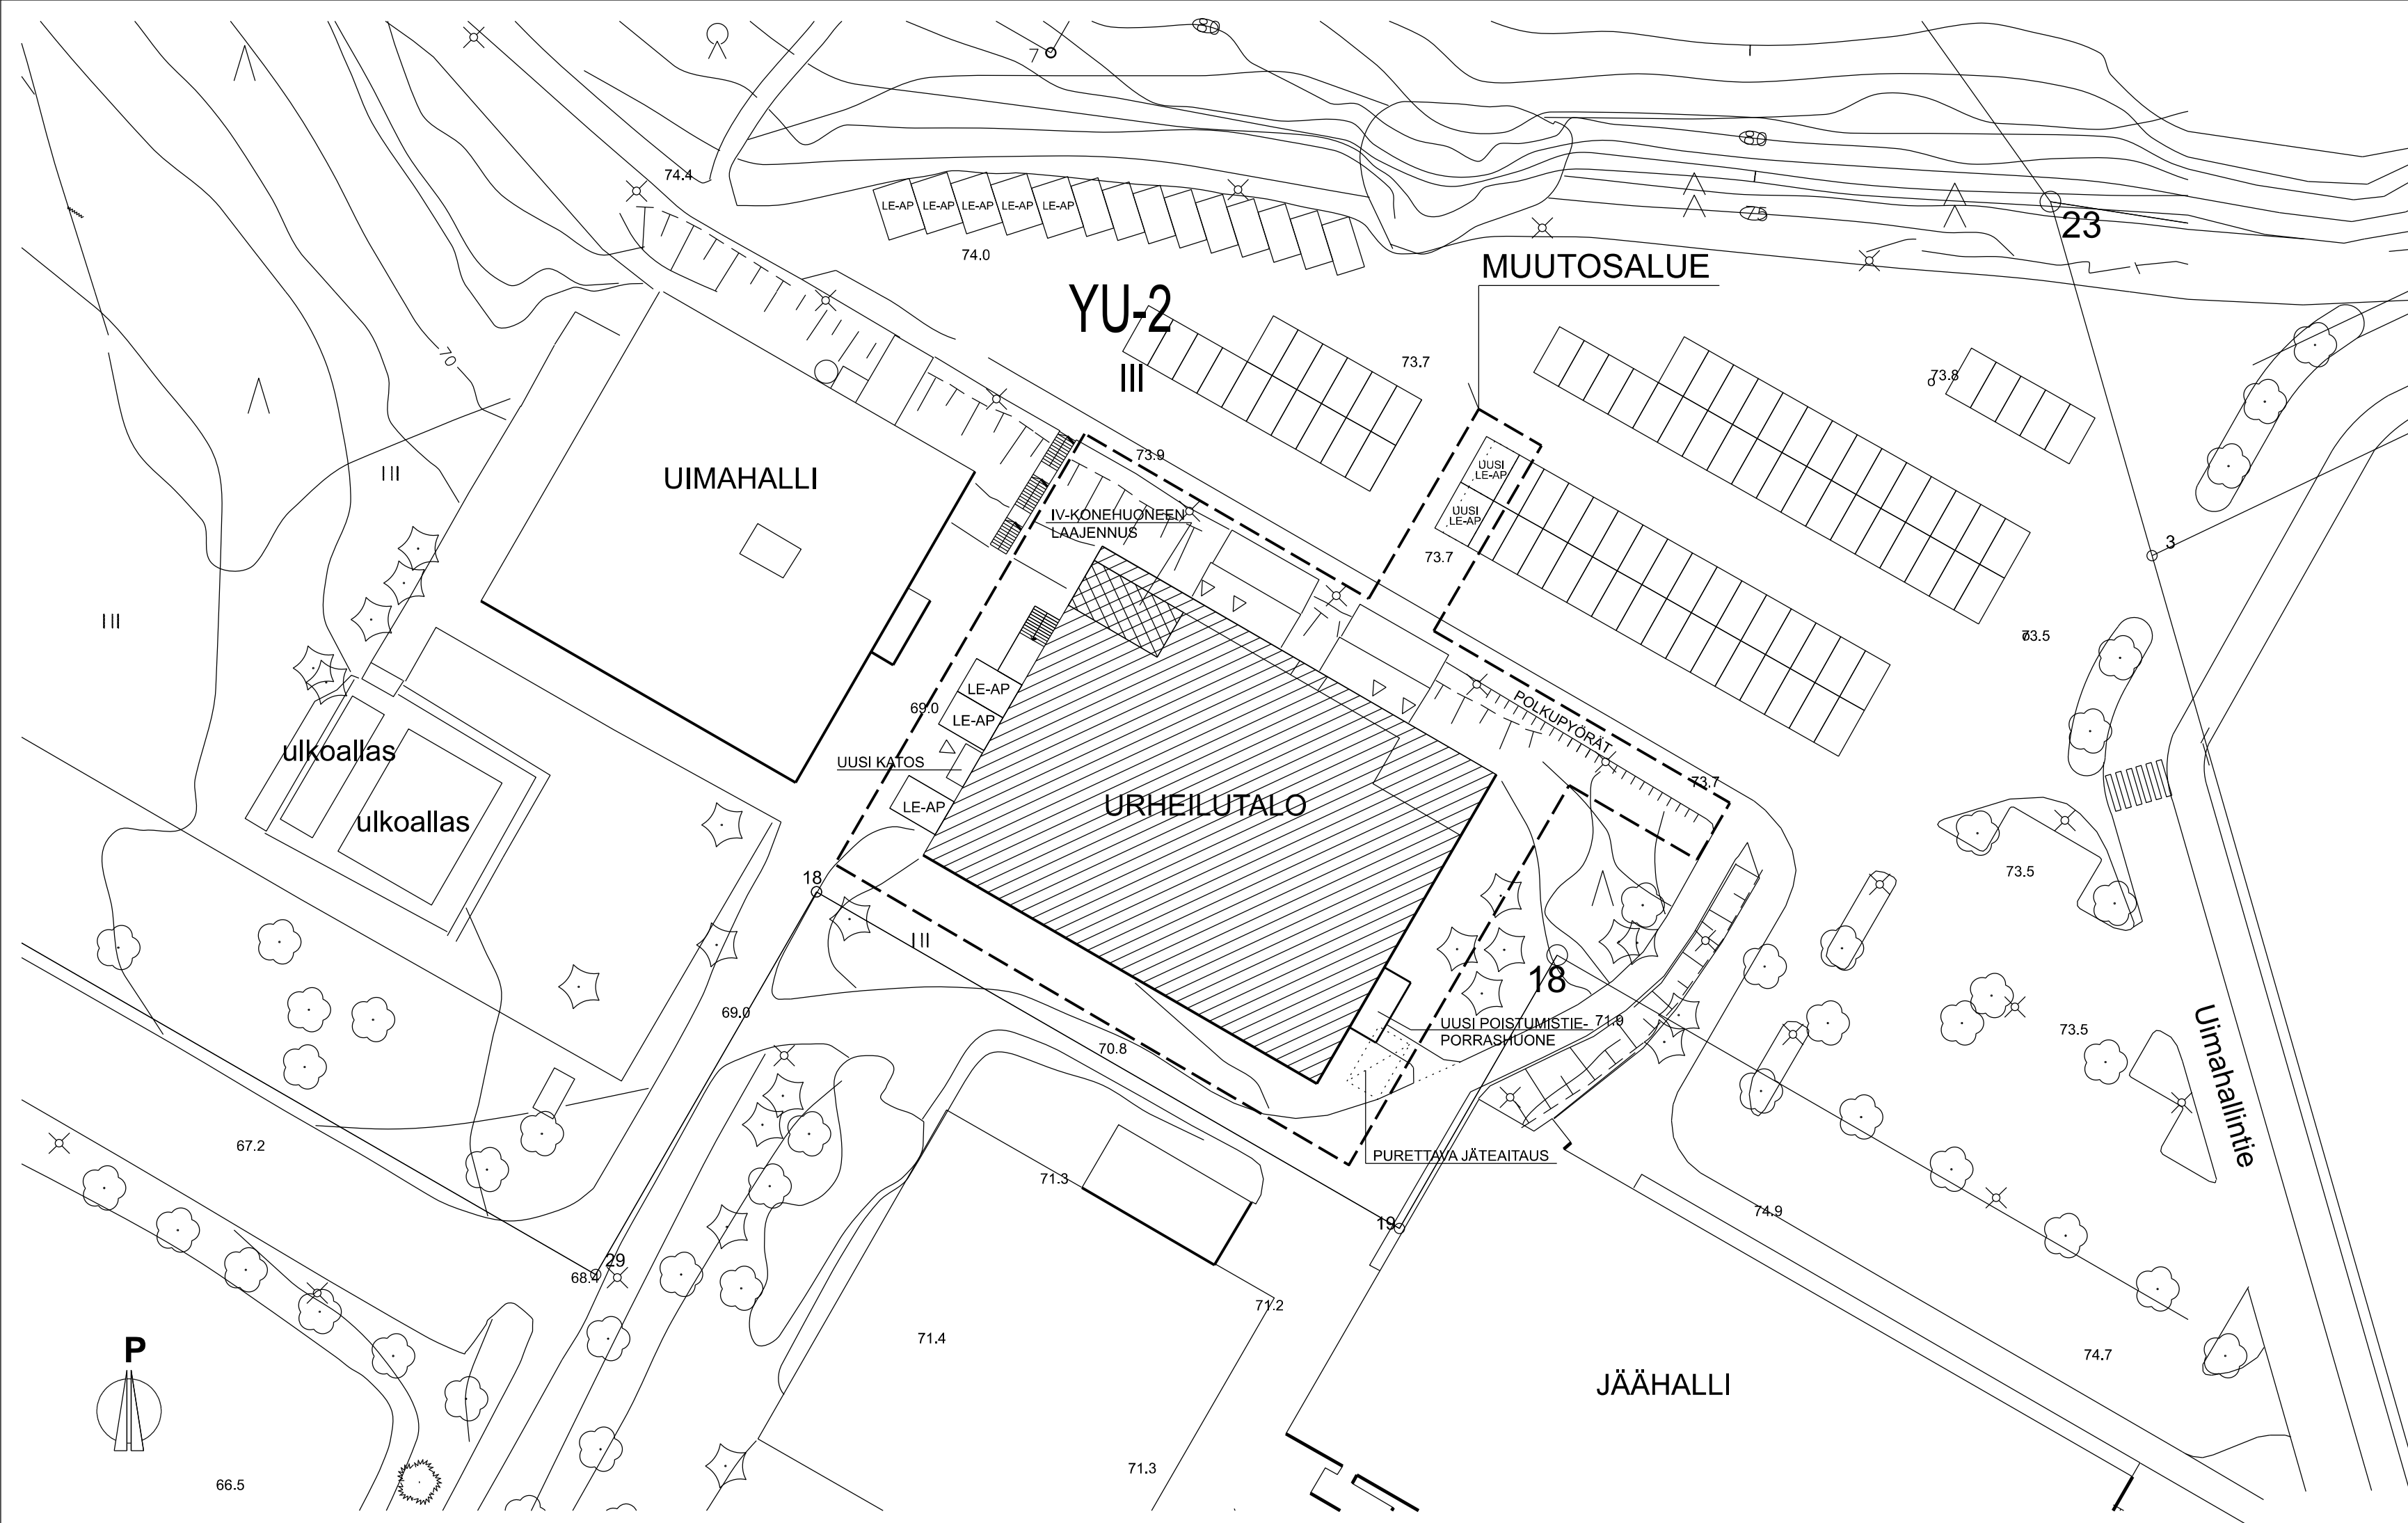 80
7
74.4
80
LE-AP
LE-AP
LE-AP
LE-AP
LE-AP
75
23
74.0
MUUTOSALUE
YU-2
III
70
73.7
73.8
73.9
UIMAHALLI
III
UUSI
LE-AP
UUSI
LE-AP
IV-KONEHUONEEN
LAAJENNUS
73.7
3
III
73.5
LE-AP
LE-AP
69.0
POLKUPYÖRÄT
ulkoallas
UUSI KATOS
73.7
LE-AP
URHEILUTALO
ulkoallas
18
73.5
III
18
69.0
UUSI POISTUMISTIE-
PORRASHUONE
71.9
73.5
70.8
Uimahallintie
67.2
PURETTAVA JÄTEAITAUS
71.3
74.9
19
29
68.4
71.2
P
71.4
74.7
JÄÄHALLI
71.3
66.5